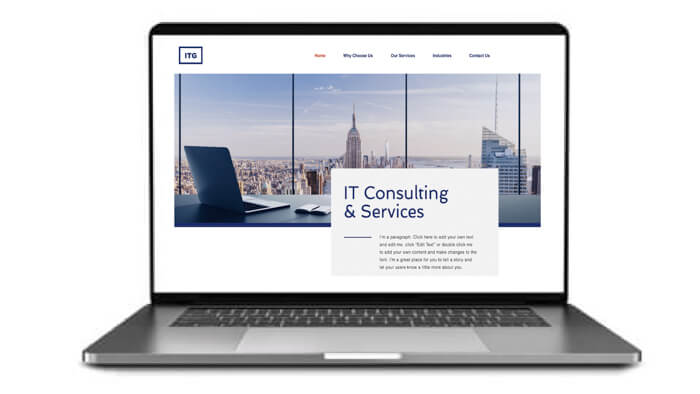 ITG
Home Why Choose Us Our Services Industries Contact Us
IT Consulting
& Services
I'm a paragraph. Click here to add your own text
and edit me. click "Edit Text" or double click me
to add your own content and make changes to the
font. I'm a great place for you to tell a story and
let your users know a little more about you.